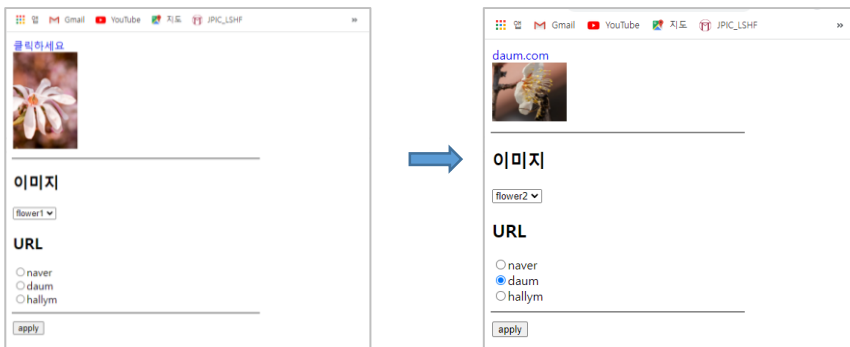 앱 Gmail YouTube 지도 JPIC_LSHF »
클릭하세요
이미지
flower1
URL
naver
daum
hallym
apply
앱 Gmail YouTube 지도 JPIC_LSHF »
daum.com
이미지
flower2
URL
naver
daum
hallym
apply